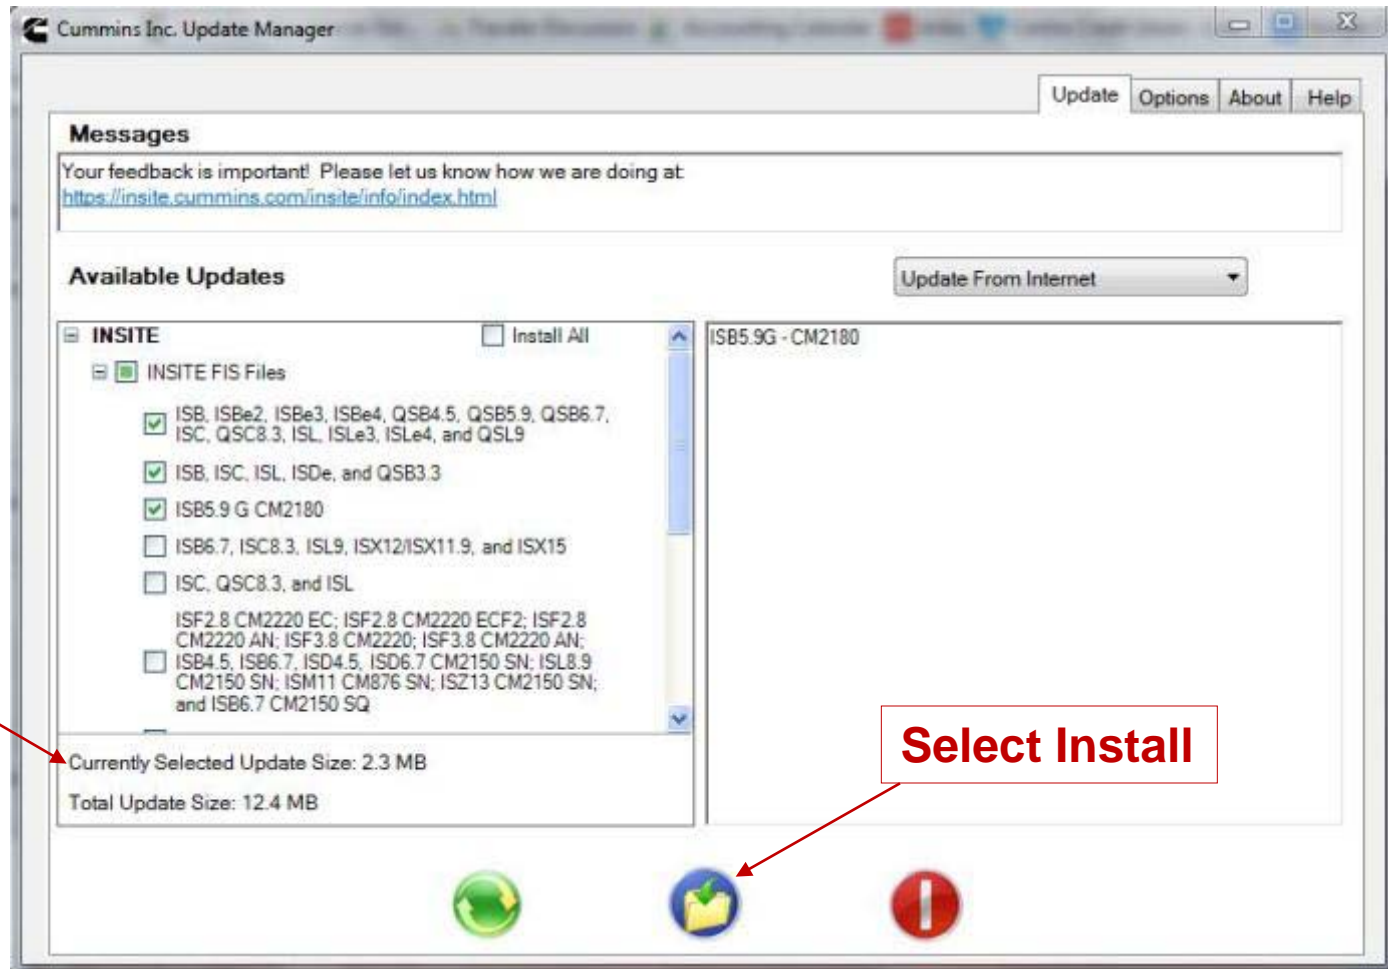 Cummins Inc. Update Manager
Update Options About Help
Messages
Your feedback is important! Please let us know how we are doing at:
https://insite.cummins.com/insite/info/index.html
Available Updates
Update From Internet
INSITE
Install All
INSITE FIS Files
ISB, ISBe2, ISBe3, ISBe4, QSB4.5, QSB5.9, QSB6.7,
ISC, QSC8.3, ISL, ISLe3, ISLe4, and QSL9
ISB, ISC, ISL, ISDe, and QSB3.3
ISB5.9 G CM2180
ISB6.7, ISC8.3, ISL9, ISX12/ISX11.9, and ISX15
ISC, QSC8.3, and ISL
ISF2.8 CM2220 EC; ISF2.8 CM2220 ECF2; ISF2.8
CM2220 AN; ISF3.8 CM2220; ISF3.8 CM2220 AN;
ISB4.5, ISB6.7, ISD4.5, ISD6.7 CM2150 SN; ISL8.9
CM2150 SN; ISM11 CM876 SN; ISZ13 CM2150 SN;
and ISB6.7 CM2150 SQ
ISB5.9G - CM2180
Currently Selected Update Size: 2.3 MB
Total Update Size: 12.4 MB
Select Install